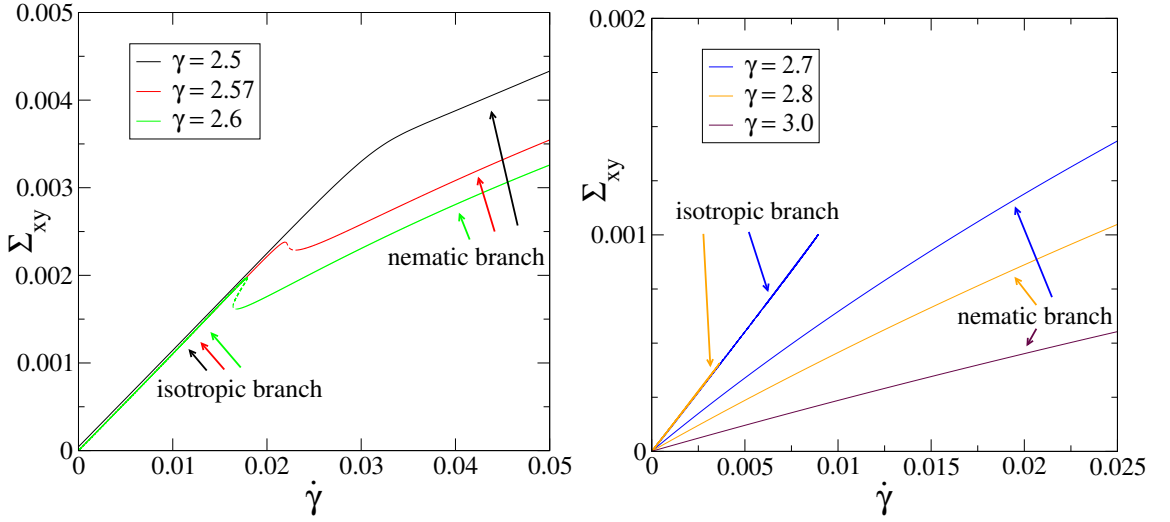 0.005
0.004
0.003
0.002
0.001
0
Σxy
γ = 2.5
γ = 2.57
γ = 2.6
nematic branch
isotropic branch
0
0.01
0.02
0.03
0.04
0.05
γ̇
0.002
0.001
0
Σxy
γ = 2.7
γ = 2.8
γ = 3.0
isotropic branch
nematic branch
0
0.005
0.01
0.015
0.02
0.025
γ̇